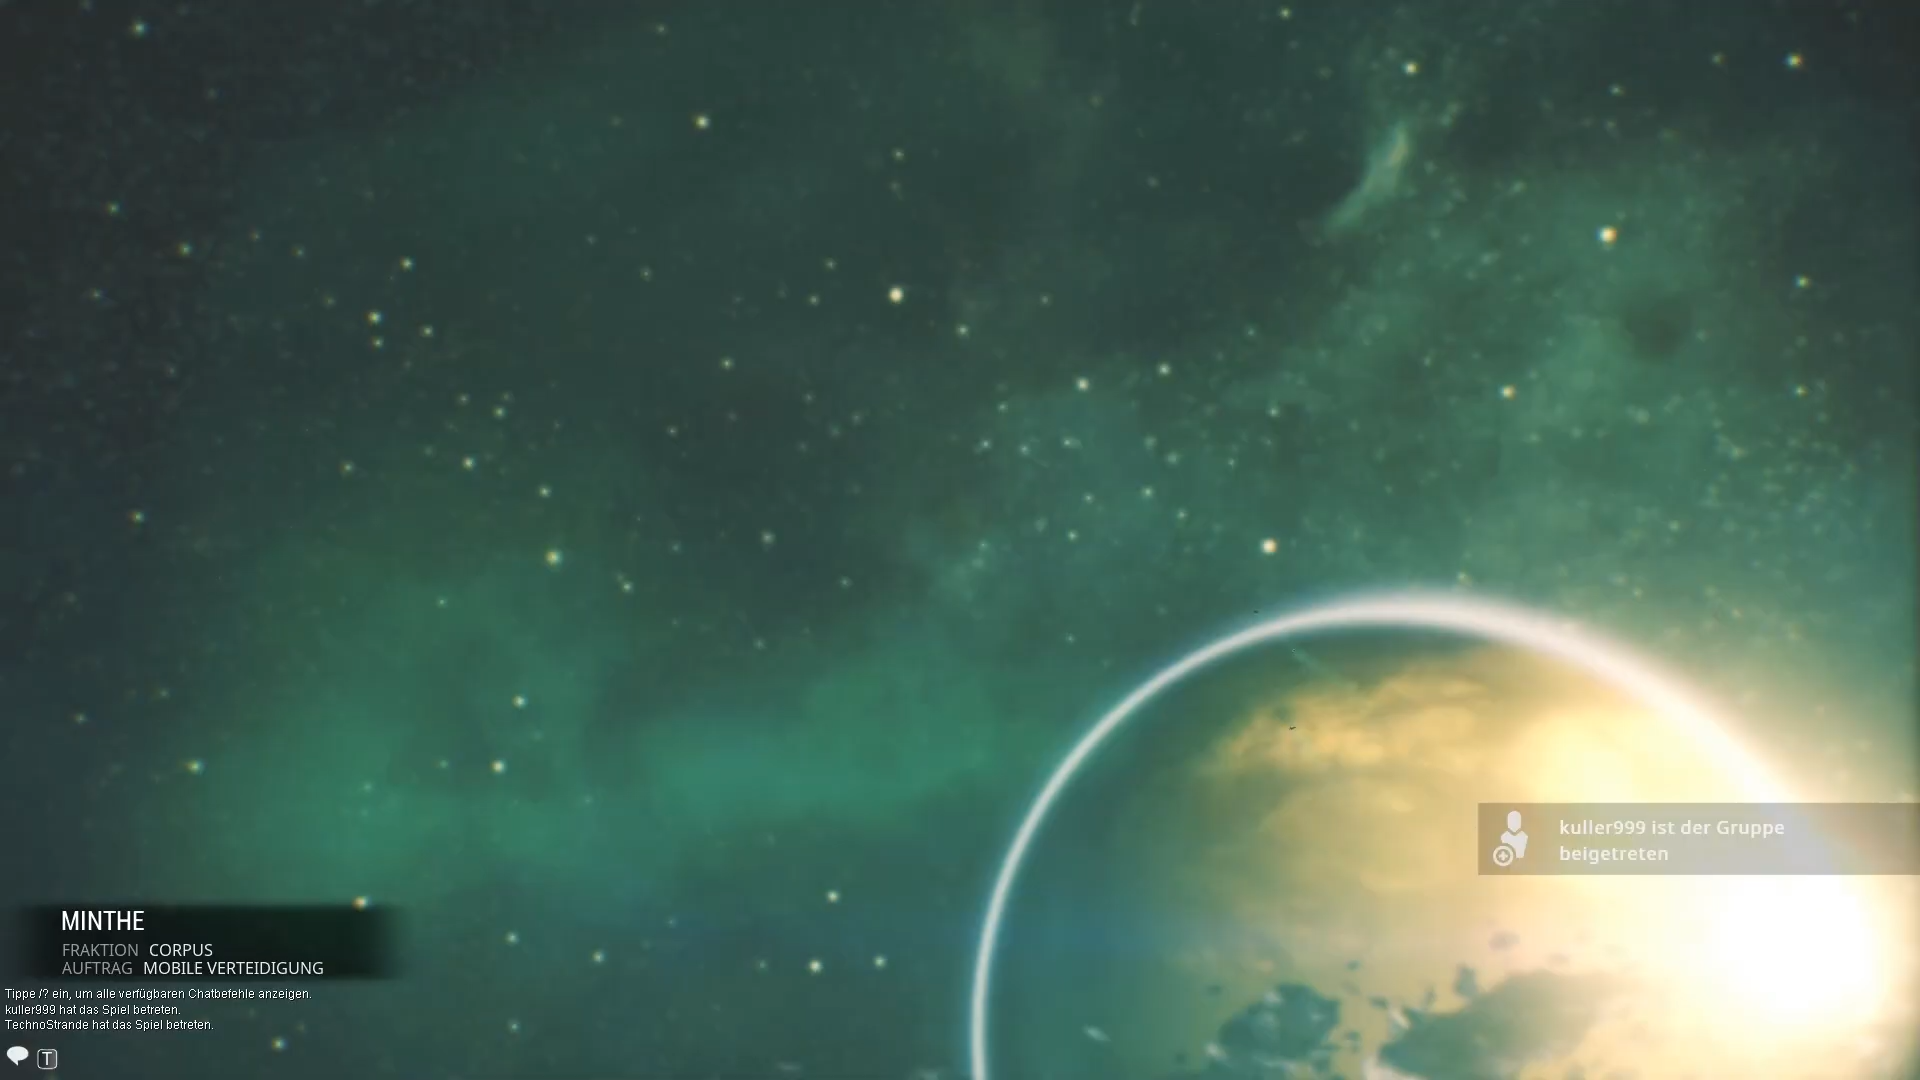 kuller999 ist der Gruppe
beigetreten
MINTHE
FRAKTION CORPUS
AUFTRAG MOBILE VERTEIDIGUNG
Tippe /? ein, um alle verfügbaren Chatbefehle anzeigen.
kuller999 hat das Spiel betreten.
TechnoStrande hat das Spiel betreten.
T